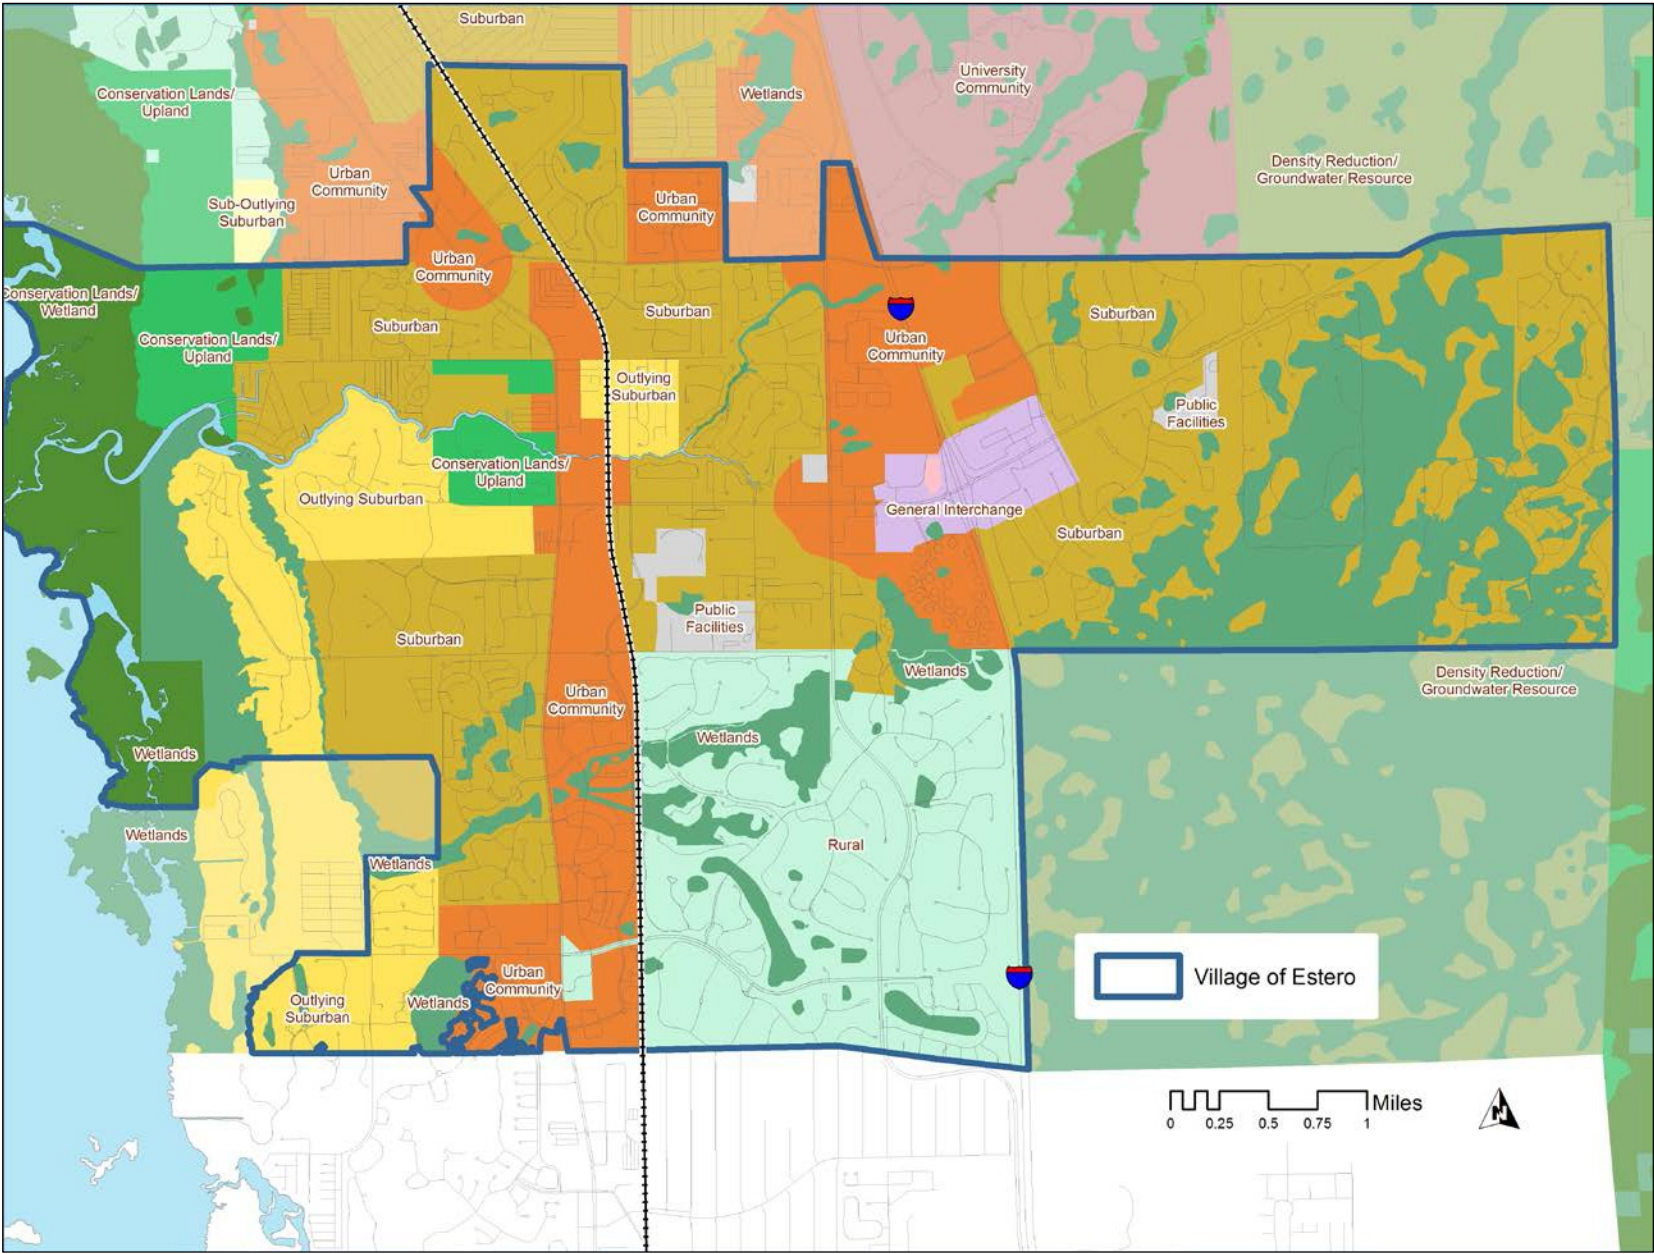 Suburban
University
Community
Conservation Lands/
Upland
Wetlands
Density Reduction/
Groundwater Resource
Urban
Community
Sub-Outlying
Suburban
Urban
Community
Urban
Community
Conservation Lands/
Wetland
Suburban
Suburban
Suburban
Conservation Lands/
Upland
Urban
Community
Outlying
Suburban
Public
Facilities
Conservation Lands/
Upland
Outlying Suburban
General Interchange
Suburban
Public
Facilities
Suburban
Wetlands
Density Reduction/
Groundwater Resource
Urban
Community
Wetlands
Wetlands
Wetlands
Rural
Wetlands
Urban
Community
Outlying
Suburban
Wetlands
Village of Estero
Miles
0 0.25 0.5 0.75 1
N